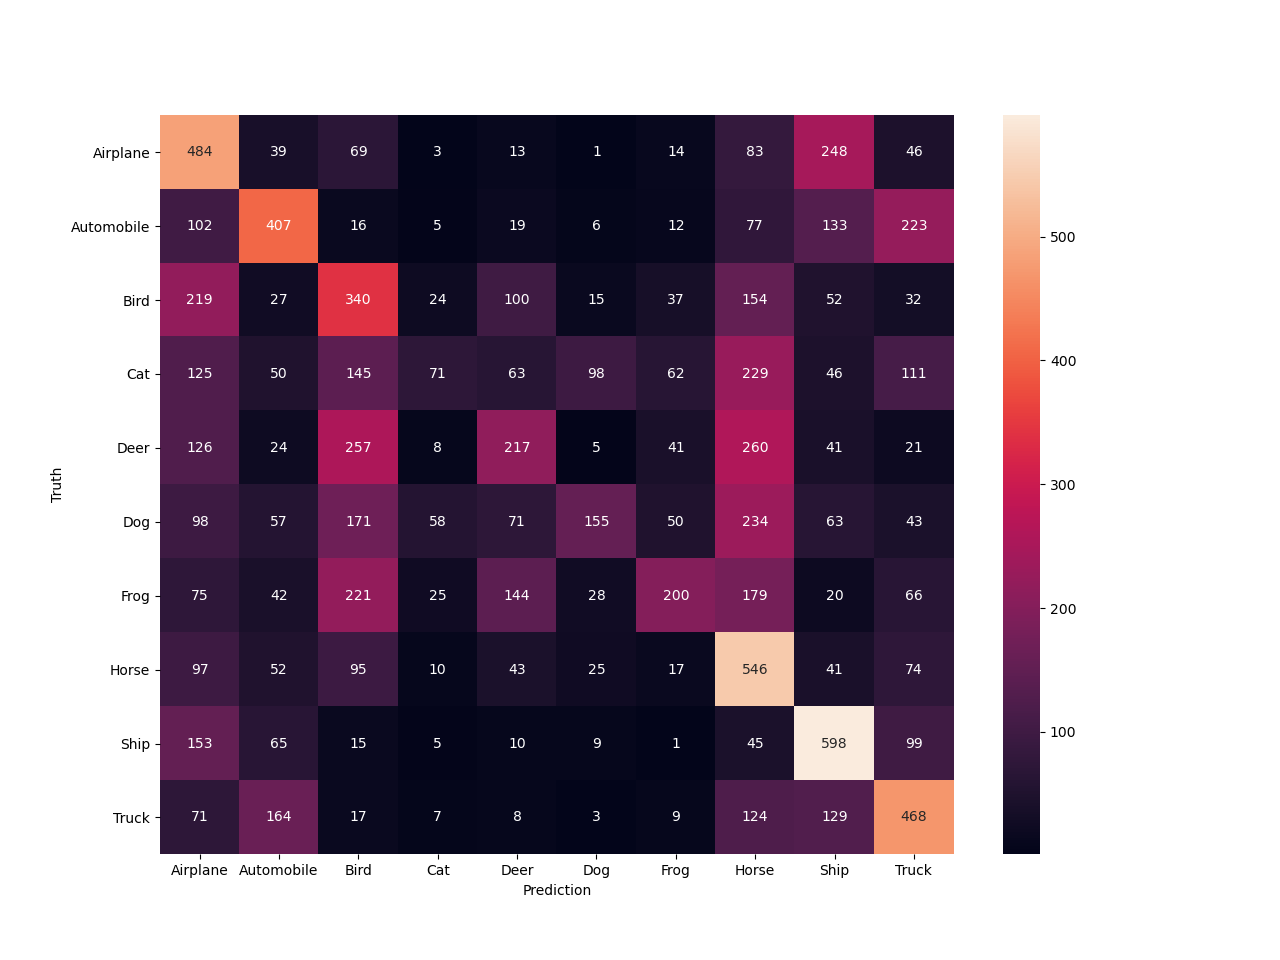 Airplane 484 39 69 3 13 1 14 83 248 46
Automobile 102 407 16 5 19 6 12 77 133 223
500
Bird 219 27 340 24 100 15 37 154 52 32
400
Cat 125 50 145 71 63 98 62 229 46 111
Deer 126 24 257 8 217 5 41 260 41 21
Truth
300
Dog 98 57 171 58 71 155 50 234 63 43
Frog 75 42 221 25 144 28 200 179 20 66
200
Horse 97 52 95 10 43 25 17 546 41 74
100
Ship 153 65 15 5 10 9 1 45 598 99
Truck 71 164 17 7 8 3 9 124 129 468
Airplane Automobile Bird Cat Deer Dog Frog Horse Ship Truck
Prediction